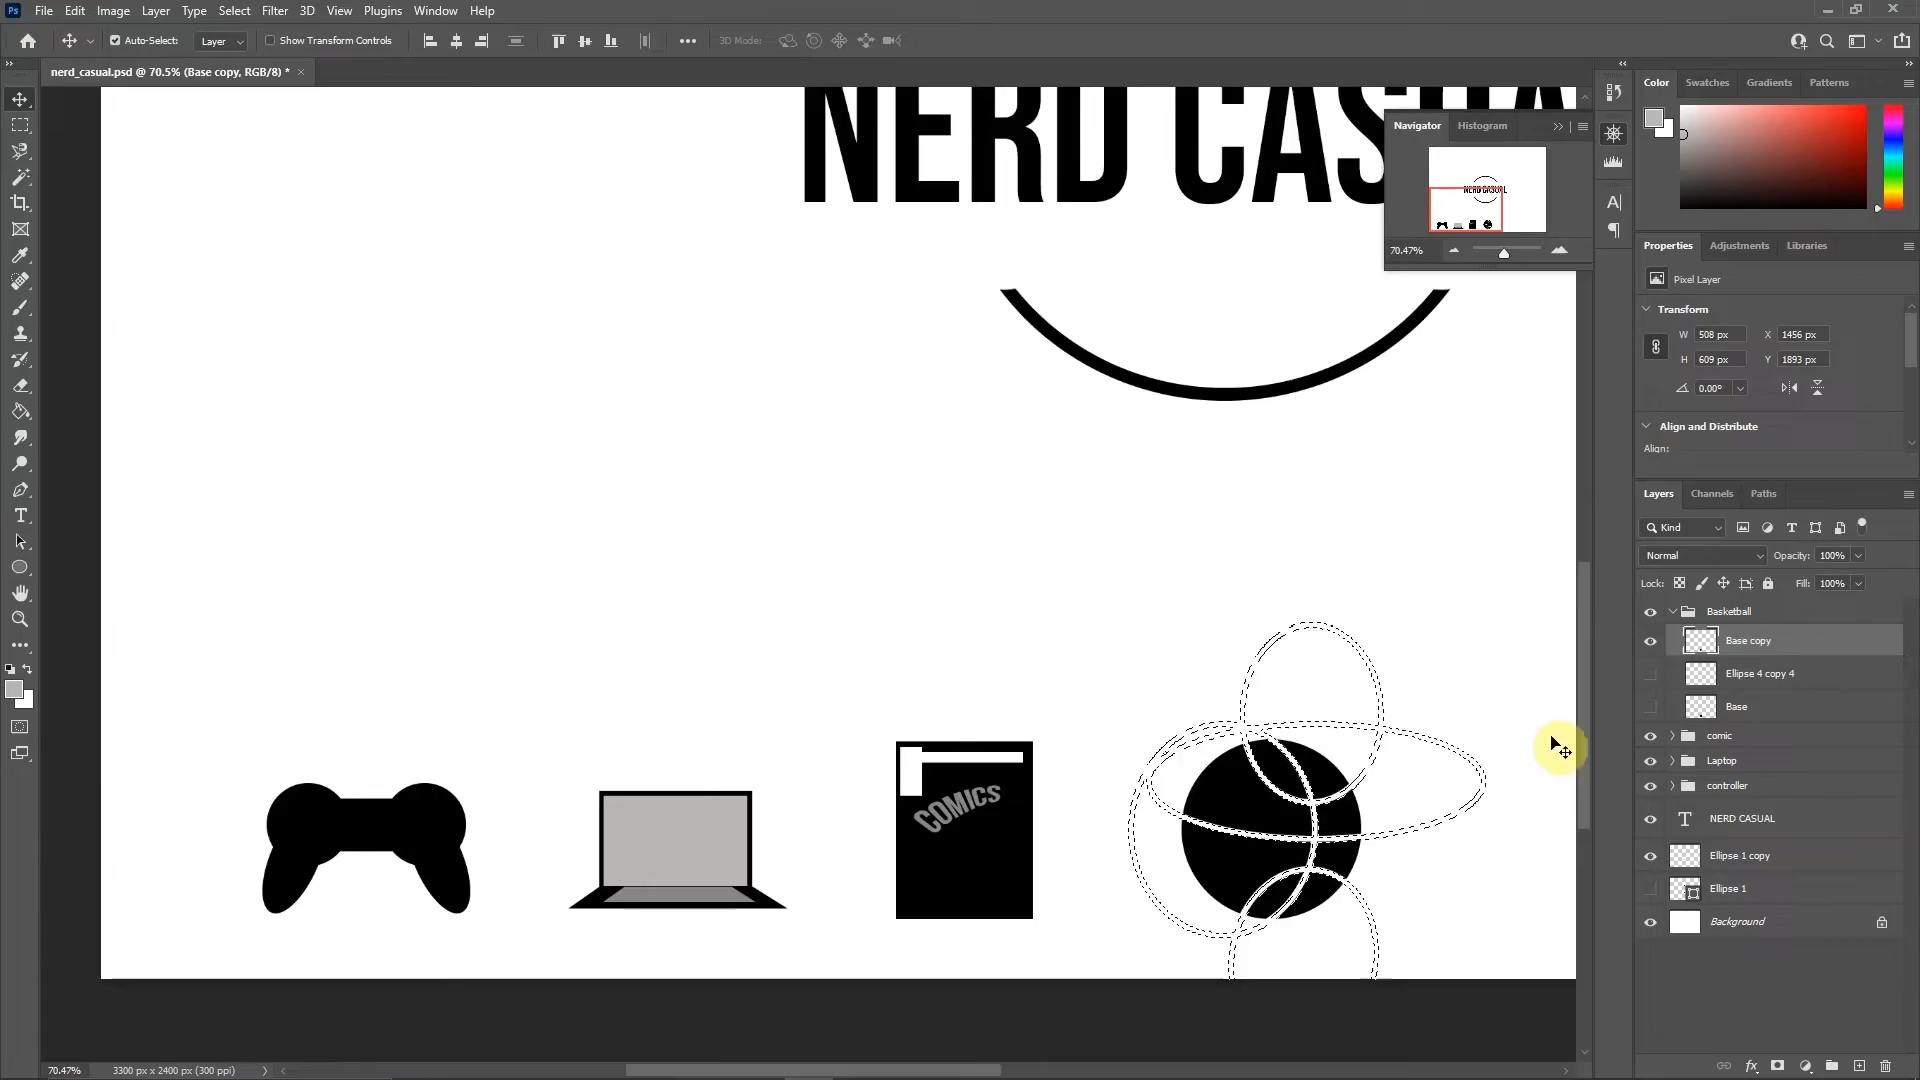 Ps File Edit Image Layer Type Select Filter 3D View Plugins Window Help
Auto-Select: Layer Show Transform Controls 3D Mode:
nerd_casual.psd @ 70.5% (Base copy, RGB/8) * ×
NERD CASUA
COMICS
Navigator Histogram
NERD CASUAL
70.47%
Color Swatches Gradients Patterns
Properties Adjustments Libraries
Pixel Layer
Transform
W 508 px X 1456 px
H 609 px Y 1893 px
0.00°
Align and Distribute
Align:
Layers Channels Paths
Kind
Normal Opacity: 100%
Lock: Fill: 100%
Basketball
Base copy
Ellipse 4 copy 4
Base
comic
Laptop
controller
T NERD CASUAL
Ellipse 1 copy
Ellipse 1
Background
70.47% 3300 px x 2400 px (300 ppi)